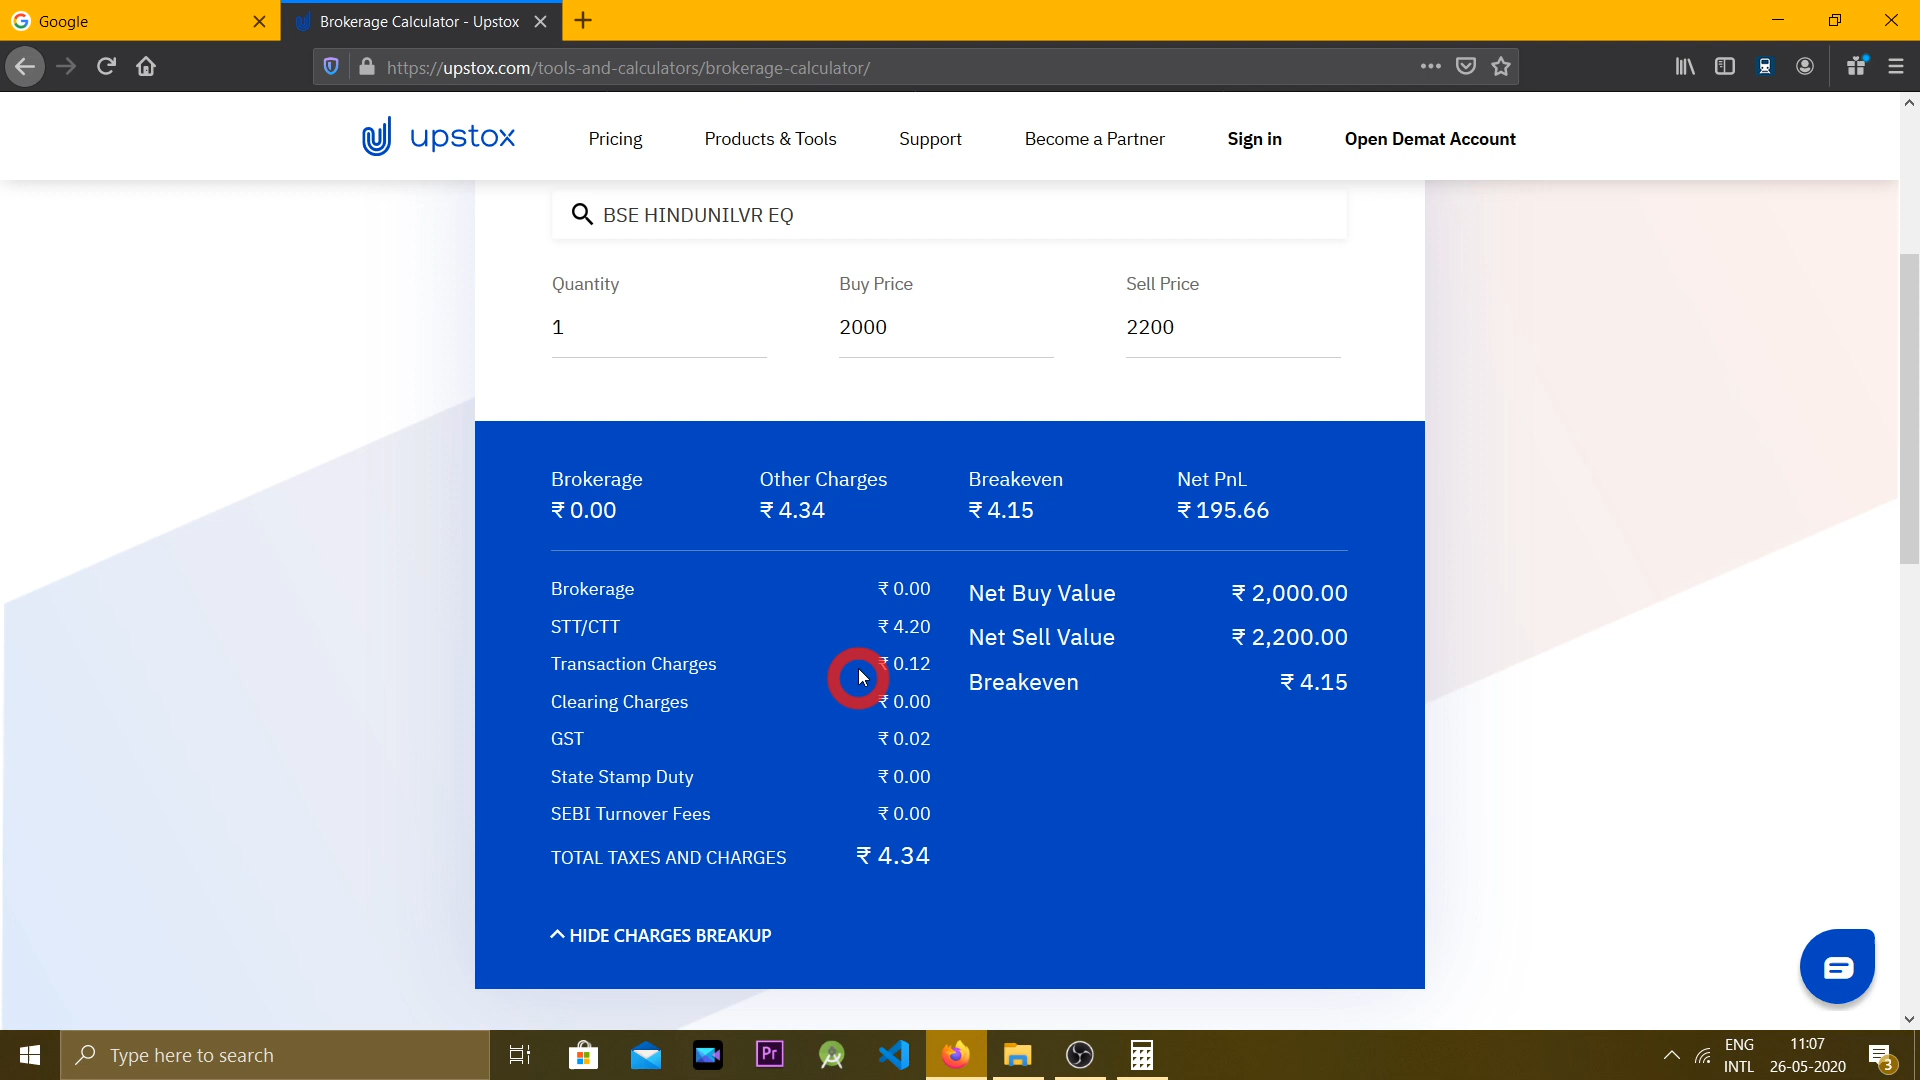 Google
Brokerage Calculator - Upstox
https://upstox.com/tools-and-calculators/brokerage-calculator/
upstox
Pricing
Products & Tools
Support
Become a Partner
Sign in
Open Demat Account
BSE HINDUNILVR EQ
Quantity
Buy Price
Sell Price
1
2000
2200
Brokerage
Other Charges
Breakeven
Net PnL
₹ 0.00
₹ 4.34
₹ 4.15
₹ 195.66
Brokerage ₹ 0.00
STT/CTT ₹ 4.20
Transaction Charges ₹ 0.12
Clearing Charges ₹ 0.00
GST ₹ 0.02
State Stamp Duty ₹ 0.00
SEBI Turnover Fees ₹ 0.00
TOTAL TAXES AND CHARGES ₹ 4.34
Net Buy Value ₹ 2,000.00
Net Sell Value ₹ 2,200.00
Breakeven ₹ 4.15
HIDE CHARGES BREAKUP
Type here to search
Pr
ENG
INTL
11:07
26-05-2020
3